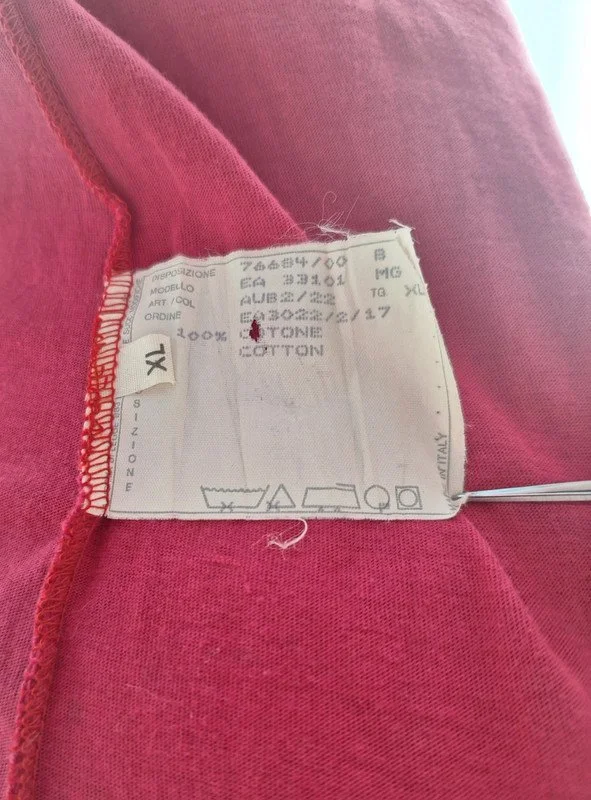 DISPOSIZIONE 76684/00 B
MODELLO EA 33101 MG
ART/COL AUB2/22 TG XL
ORDINE EA3022/2/17
100% COTONE
COTTON
XL
SIZIONE
ITALY